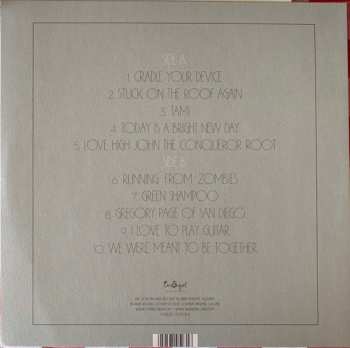 SIDE A
1. CRADLE YOUR DEVICE
2. STUCK ON THE ROOF AGAIN
3. TAMI
4. TODAY IS A BRIGHT NEW DAY
5. LOVE HIGH JOHN THE CONQUEROR ROOT
SIDE B
6. RUNNING FROM ZOMBIES
7. GREEN SHAMPOO
8. GREGORY PAGE OF SAN DIEGO
9. I LOVE TO PLAY GUITAR
10. WE WERE MEANT TO BE TOGETHER